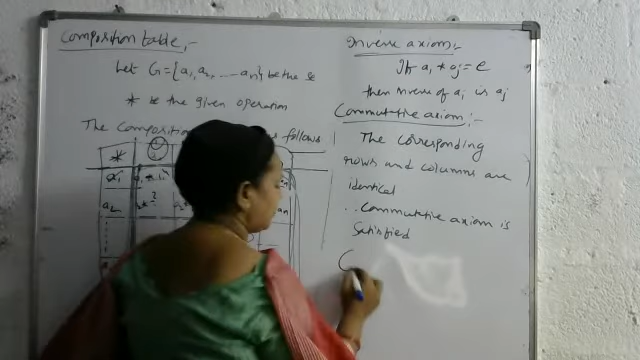 Composition table,-
Let G = {a₁, a₂, ---- aₙ} be the se
* be the given operation
The Composition follows
*
a₁
a₂
Inverse axiom,-
If aᵢ * aⱼ = e
then inverse of aᵢ is aⱼ
Commutative axiom;-
The corresponding
rows and columns are
identical
∴ commutative axiom is
Satisfied
(